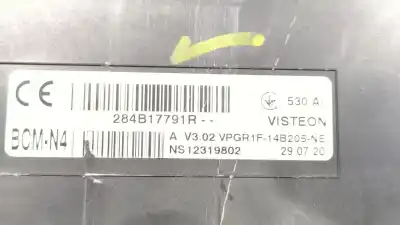 CE 530 A
284B17791R-- VISTEON
BCM-N4 A V3.02 VPGR1F-14B205-NE
NS12319802 29.07.20